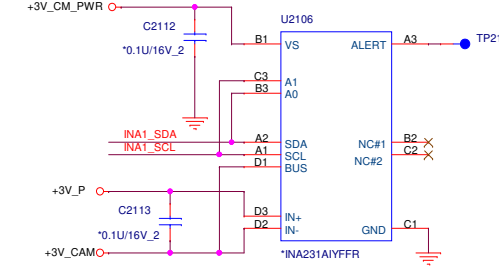 +3V_CM_PWR
C2112
*0.1U/16V_2
U2106
B1
VS
ALERT
A3
TP21
C3
A1
B3
A0
INA1_SDA
A2
SDA
NC#1
B2
INA1_SCL
A1
SCL
NC#2
C2
D1
BUS
+3V_P
C2113
*0.1U/16V_2
D3
IN+
D2
IN-
GND
C1
+3V_CAM
*INA231AIYFFR